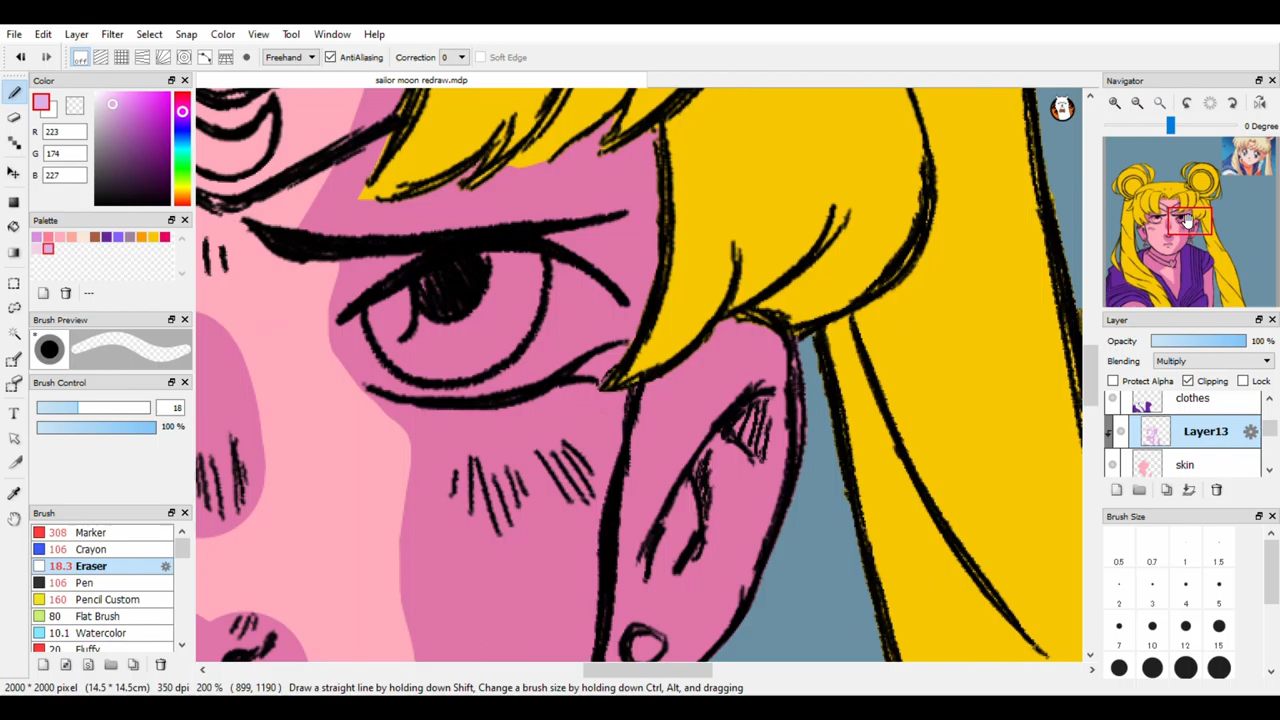 File Edit Layer Filter Select Snap Color View Tool Window Help
off Freehand AntiAliasing Correction 0 Soft Edge
Color
R 223
G 174
B 227
Palette
---
Brush Preview
Brush Control
18
100 %
Brush
308 Marker
106 Crayon
18.3 Eraser
106 Pen
160 Pencil Custom
80 Flat Brush
10.1 Watercolor
20 Fluffy
sailor moon redraw.mdp
Navigator
0 Degree
Layer
Opacity 100 %
Blending Multiply
Protect Alpha Clipping Lock
clothes
Layer13
skin
Brush Size
0.5 0.7 1 1.5
2 3 4 5
7 10 12 15
2000 * 2000 pixel (14.5 * 14.5cm) 350 dpi 200 % ( 899, 1190 ) Draw a straight line by holding down Shift, Change a brush size by holding down Ctrl, Alt, and dragging